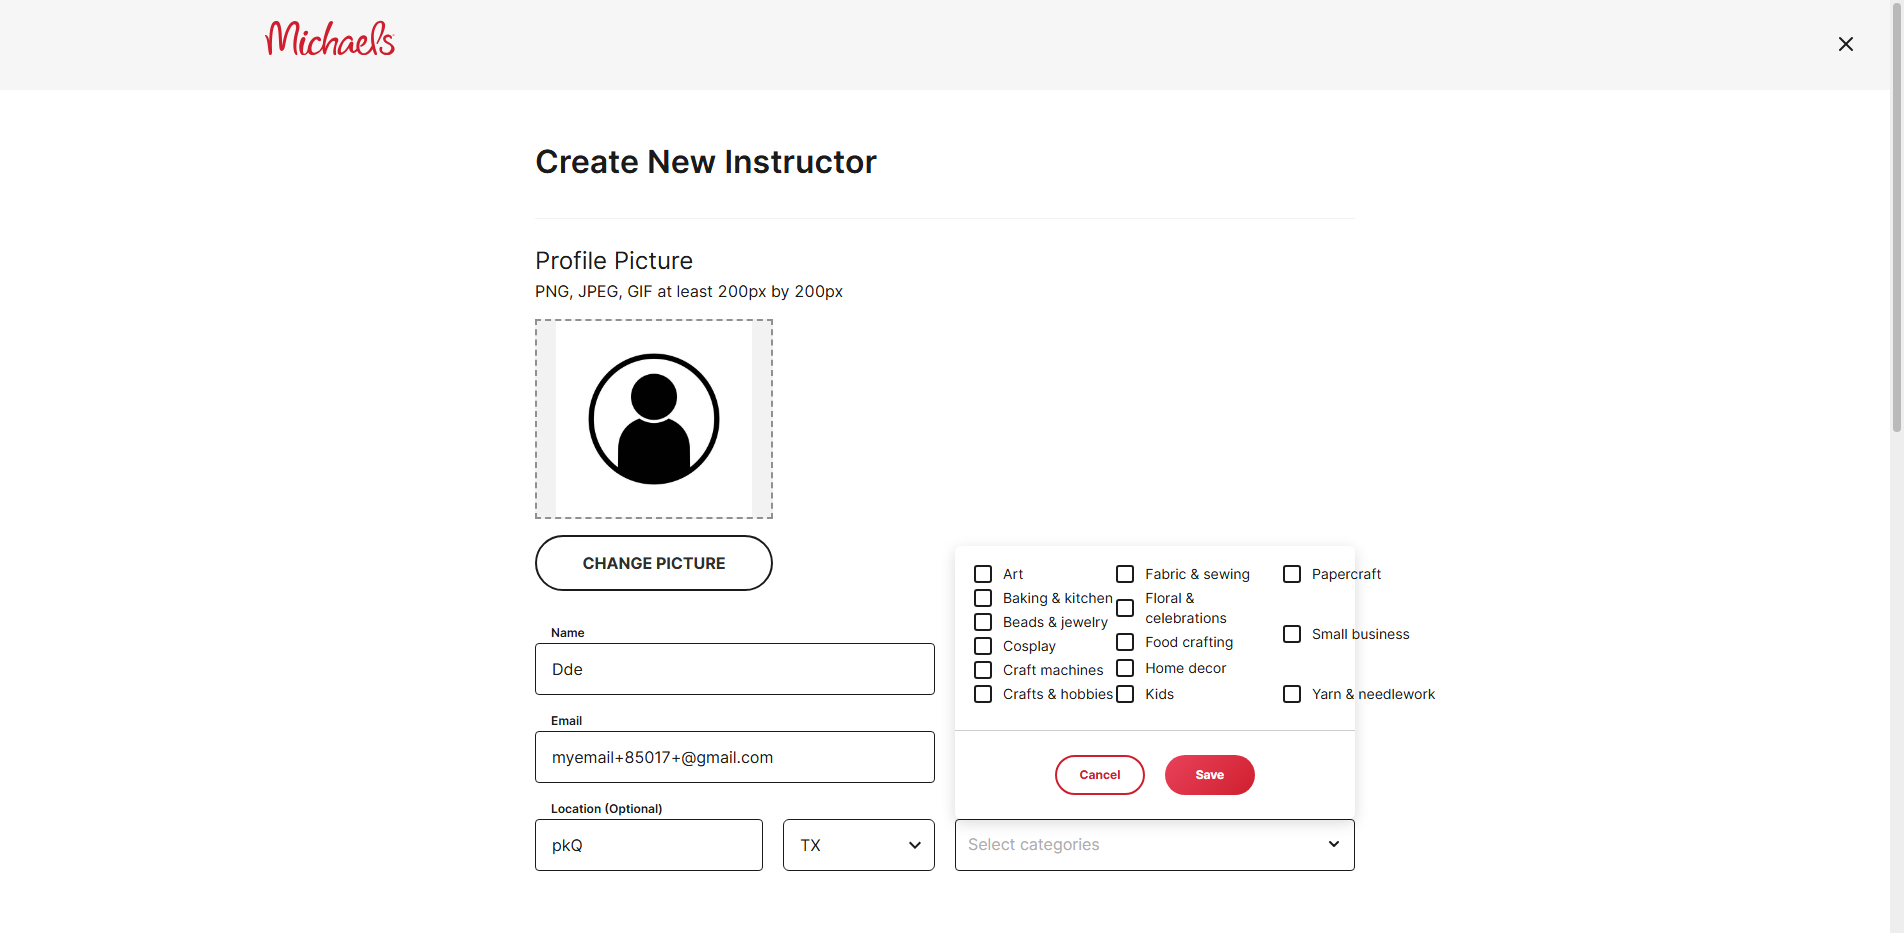 Michaels
Create New Instructor
Profile Picture
PNG, JPEG, GIF at least 200px by 200px
CHANGE PICTURE
Name
Dde
Email
myemail+85017+@gmail.com
Location (Optional)
pkQ
TX
Art
Baking & kitchen
Beads & jewelry
Cosplay
Craft machines
Crafts & hobbies
Fabric & sewing
Floral &
celebrations
Food crafting
Home decor
Kids
Papercraft
Small business
Yarn & needlework
Cancel
Save
Select categories